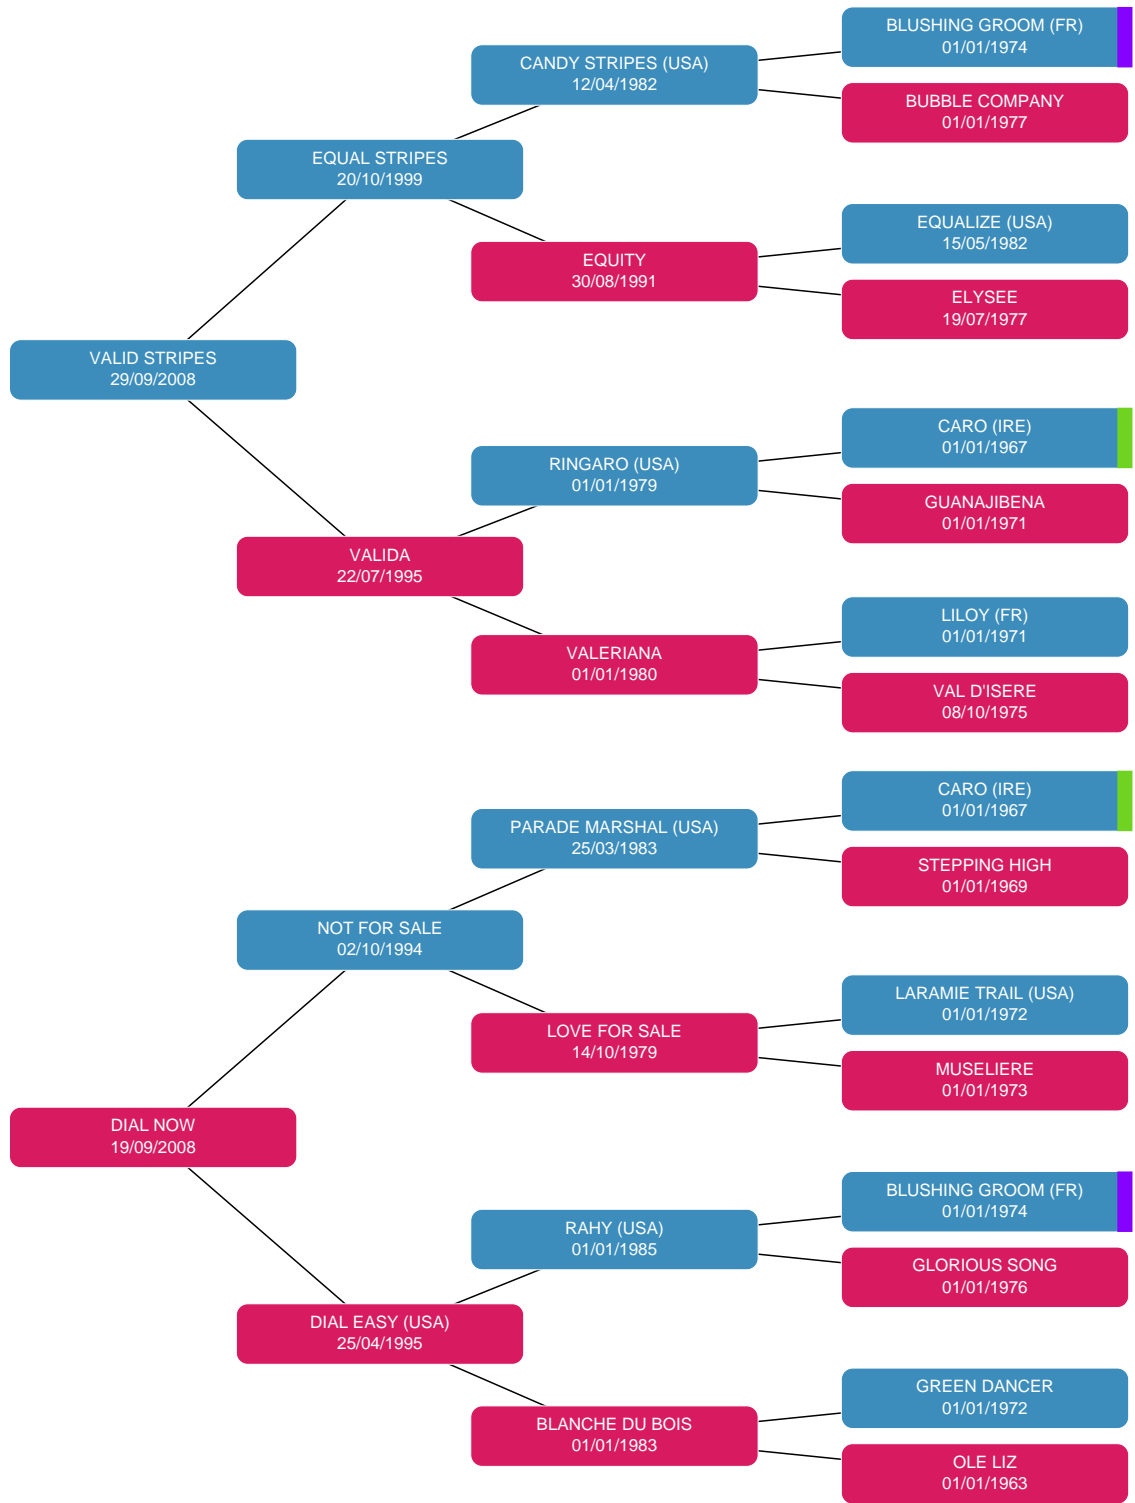 BLUSHING GROOM (FR)
01/01/1974
CANDY STRIPES (USA)
12/04/1982
BUBBLE COMPANY
01/01/1977
EQUAL STRIPES
20/10/1999
EQUALIZE (USA)
15/05/1982
EQUITY
30/08/1991
ELYSEE
19/07/1977
VALID STRIPES
29/09/2008
CARO (IRE)
01/01/1967
RINGARO (USA)
01/01/1979
GUANAJIBENA
01/01/1971
VALIDA
22/07/1995
LILOY (FR)
01/01/1971
VALERIANA
01/01/1980
VAL D'ISERE
08/10/1975
CARO (IRE)
01/01/1967
PARADE MARSHAL (USA)
25/03/1983
STEPPING HIGH
01/01/1969
NOT FOR SALE
02/10/1994
LARAMIE TRAIL (USA)
01/01/1972
LOVE FOR SALE
14/10/1979
MUSELIERE
01/01/1973
DIAL NOW
19/09/2008
BLUSHING GROOM (FR)
01/01/1974
RAHY (USA)
01/01/1985
GLORIOUS SONG
01/01/1976
DIAL EASY (USA)
25/04/1995
GREEN DANCER
01/01/1972
BLANCHE DU BOIS
01/01/1983
OLE LIZ
01/01/1963